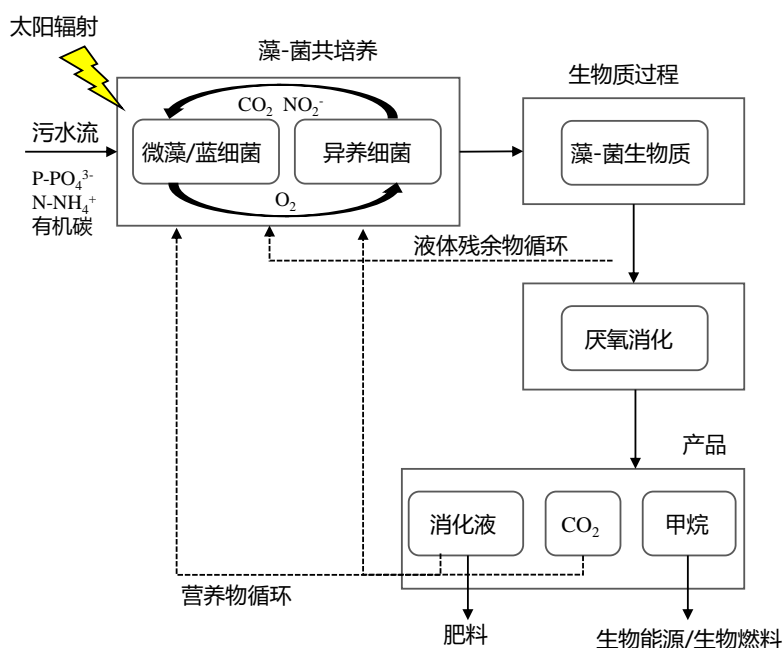 太阳辐射
藻-菌共培养
生物质过程
CO₂ NO₂⁻
污水流
微藻/蓝细菌
异养细菌
藻-菌生物质
P-PO₄³⁻
N-NH₄⁺
有机碳
O₂
液体残余物循环
厌氧消化
产品
消化液
CO₂
甲烷
营养物循环
肥料
生物能源/生物燃料